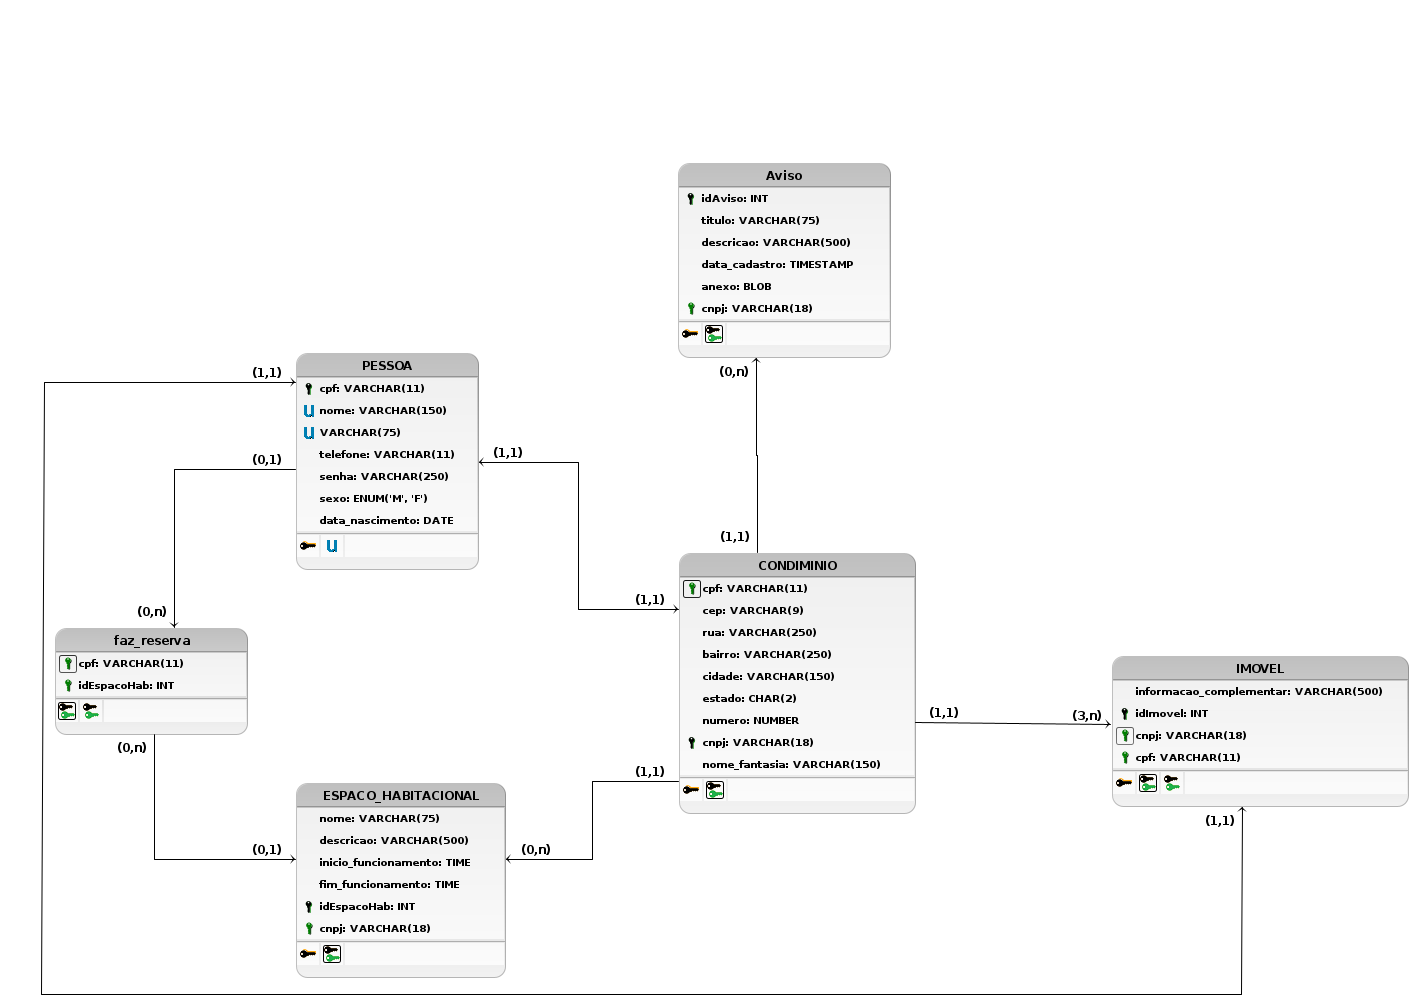 Aviso
idAviso: INT
titulo: VARCHAR(75)
descricao: VARCHAR(500)
data_cadastro: TIMESTAMP
anexo: BLOB
cnpj: VARCHAR(18)
(0,n)
(1,1)
PESSOA
cpf: VARCHAR(11)
U nome: VARCHAR(150)
U VARCHAR(75)
telefone: VARCHAR(11)
senha: VARCHAR(250)
sexo: ENUM('M', 'F')
data_nascimento: DATE
U
(1,1)
(0,1)
(1,1)
(0,n)
faz_reserva
cpf: VARCHAR(11)
idEspacoHab: INT
(0,n)
(0,1)
ESPACO_HABITACIONAL
nome: VARCHAR(75)
descricao: VARCHAR(500)
inicio_funcionamento: TIME
fim_funcionamento: TIME
idEspacoHab: INT
cnpj: VARCHAR(18)
(0,n)
(1,1)
(1,1)
CONDIMINIO
cpf: VARCHAR(11)
cep: VARCHAR(9)
rua: VARCHAR(250)
bairro: VARCHAR(250)
cidade: VARCHAR(150)
estado: CHAR(2)
numero: NUMBER
cnpj: VARCHAR(18)
nome_fantasia: VARCHAR(150)
(1,1)
(3,n)
IMOVEL
informacao_complementar: VARCHAR(500)
idImovel: INT
cnpj: VARCHAR(18)
cpf: VARCHAR(11)
(1,1)